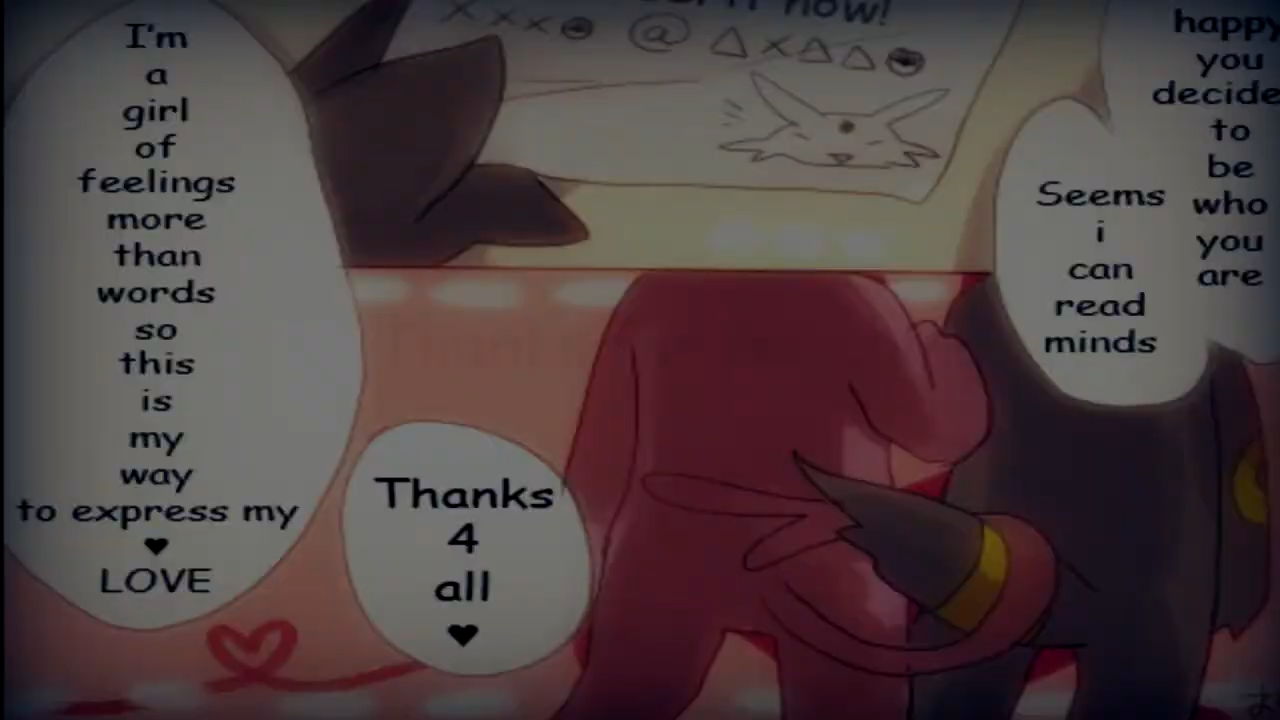 now!
I'm
a
girl
of
feelings
more
than
words
so
this
is
my
way
to express my
♥
LOVE
Thanks
4
all
♥
Seems
i
can
read
minds
happy
you
decide
to
be
who
you
are